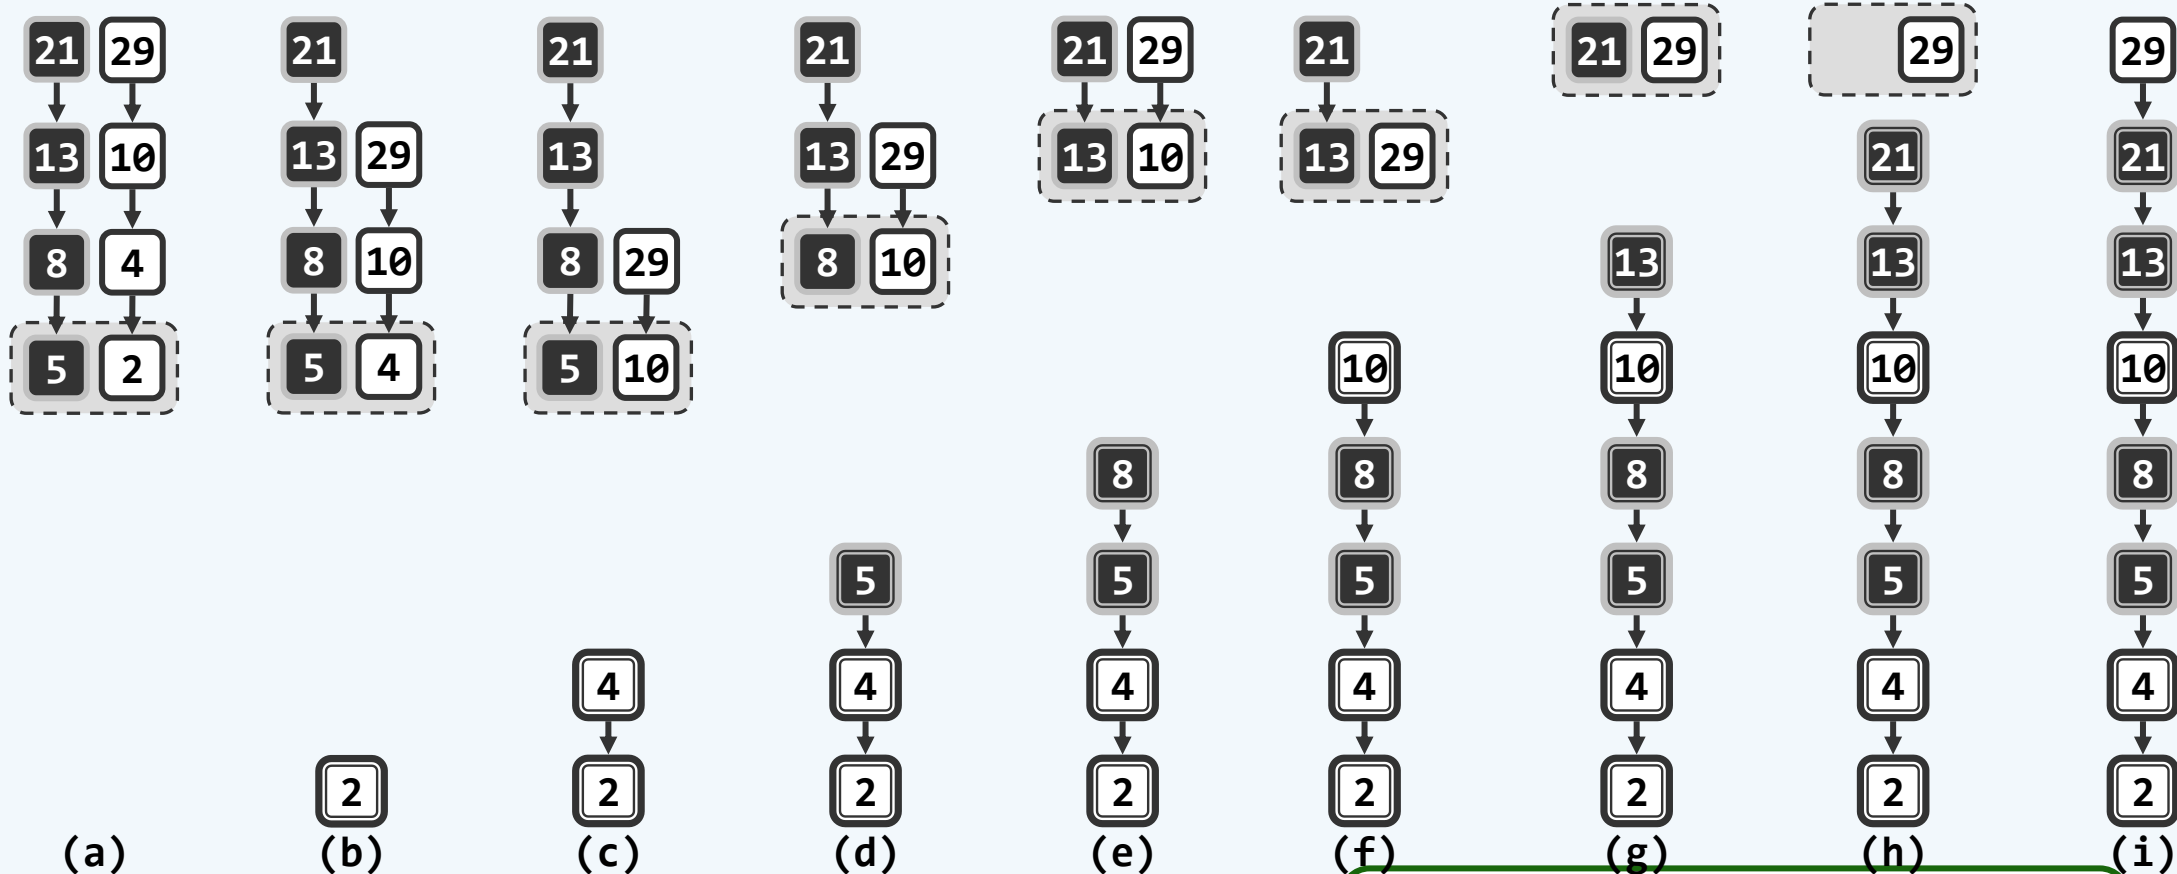 21 29 21 21 21 21 29 21 21 29 29 29
13 10 13 29 13 13 29 13 10 13 29 21 21
8 4 8 10 8 29 8 10 13 13 13
5 2 5 4 5 10 10 10 10 10
8 8 8 8 8
5 5 5 5 5 5
4 4 4 4 4 4 4
2 2 2 2 2 2 2 2
(a) (b) (c) (d) (e) (f) (g) (h) (i)